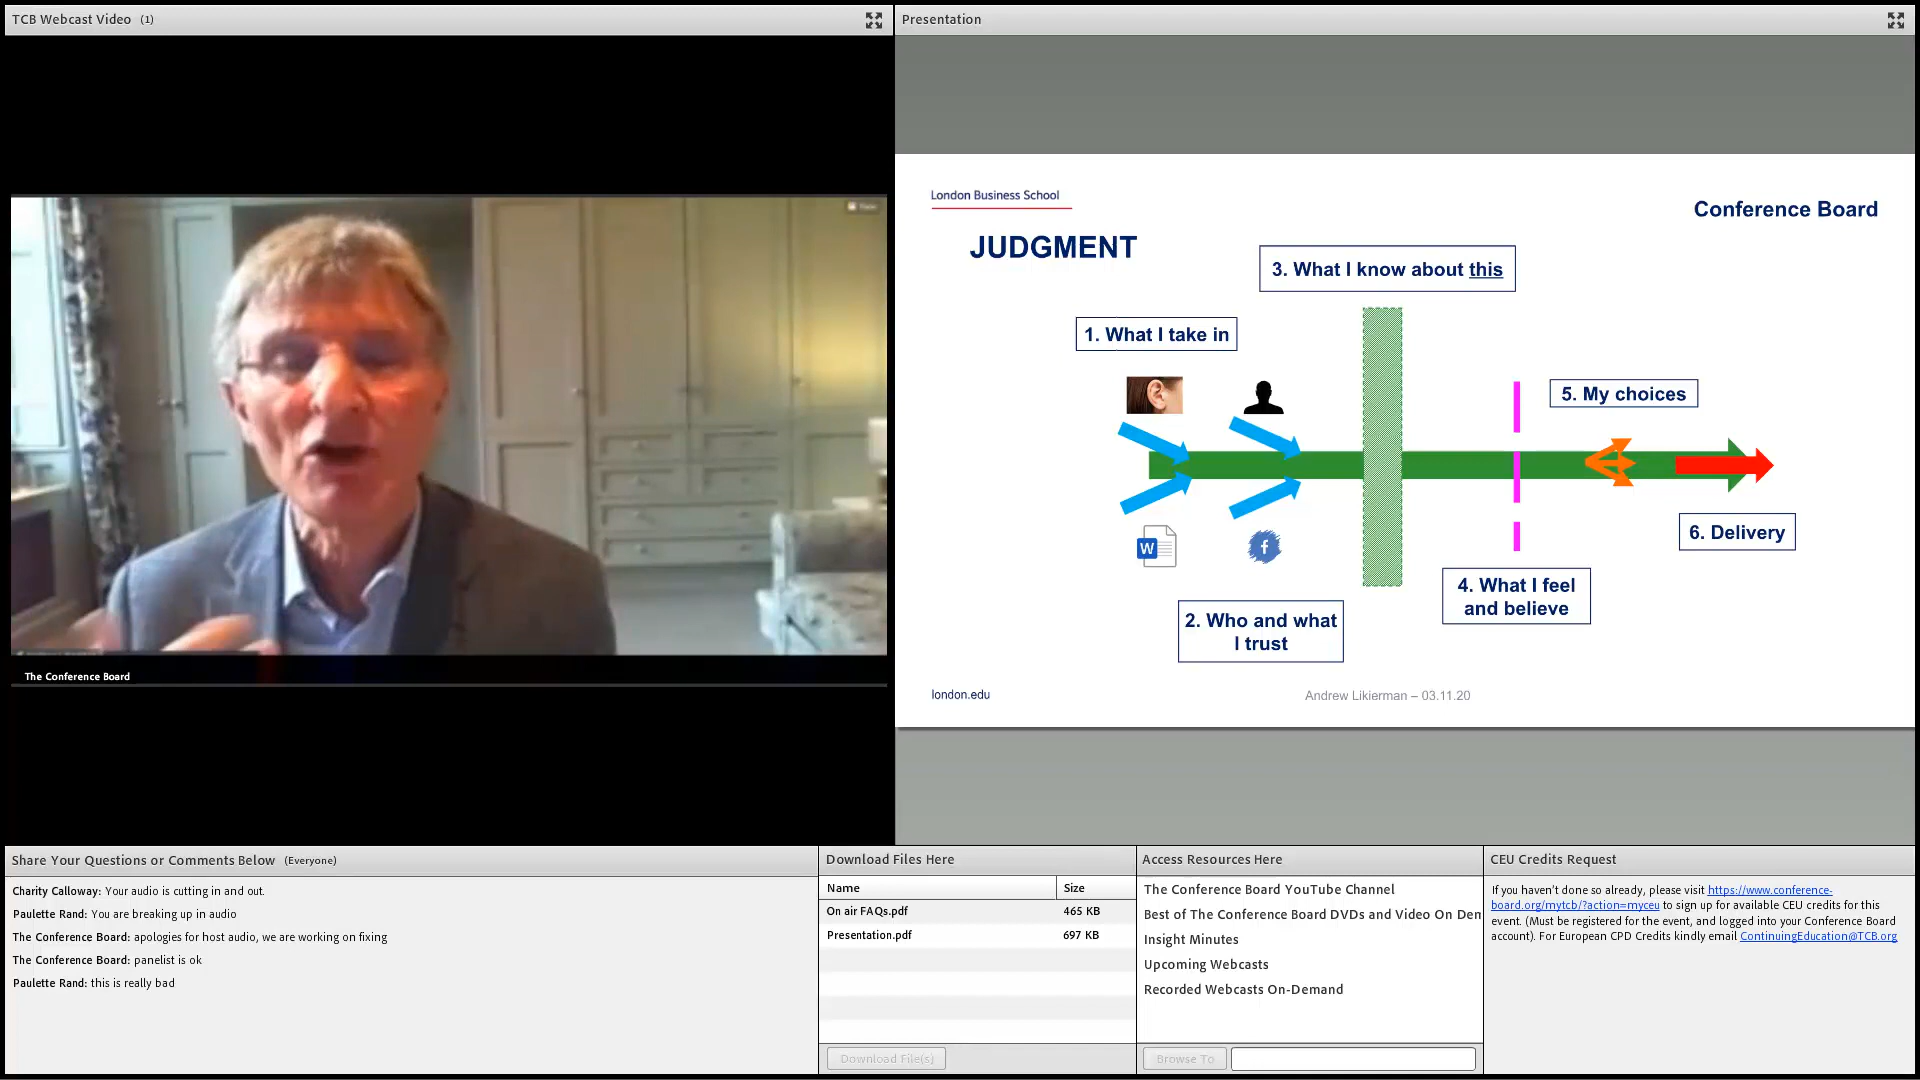 TCB Webcast Video (1)
Presentation
London Business School
Conference Board
JUDGMENT
3. What I know about this
1. What I take in
5. My choices
W
f
6. Delivery
4. What I feel
and believe
2. Who and what
I trust
london.edu
Andrew Likierman – 03.11.20
The Conference Board
Share Your Questions or Comments Below (Everyone)
Charity Calloway: Your audio is cutting in and out.
Paulette Rand: You are breaking up in audio
The Conference Board: apologies for host audio, we are working on fixing
The Conference Board: panelist is ok
Paulette Rand: this is really bad
Download Files Here
Name Size
On air FAQs.pdf 465 KB
Presentation.pdf 697 KB
Download File(s)
Access Resources Here
The Conference Board YouTube Channel
Best of The Conference Board DVDs and Video On Den
Insight Minutes
Upcoming Webcasts
Recorded Webcasts On-Demand
Browse To
CEU Credits Request
If you haven't done so already, please visit https://www.conference-
board.org/mytcb/?action=myceu to sign up for available CEU credits for this
event. (Must be registered for the event, and logged into your Conference Board
account). For European CPD Credits kindly email ContinuingEducation@TCB.org